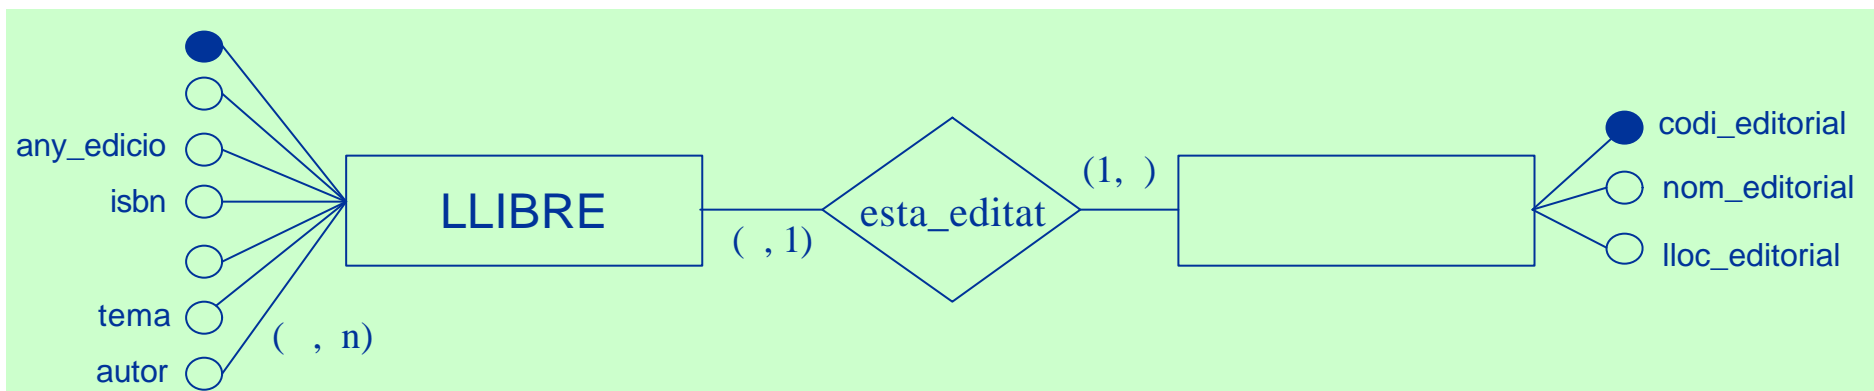 any_edicio
isbn
tema
autor
( , n)
LLIBRE
( , 1)
esta_editat
(1, )
codi_editorial
nom_editorial
lloc_editorial